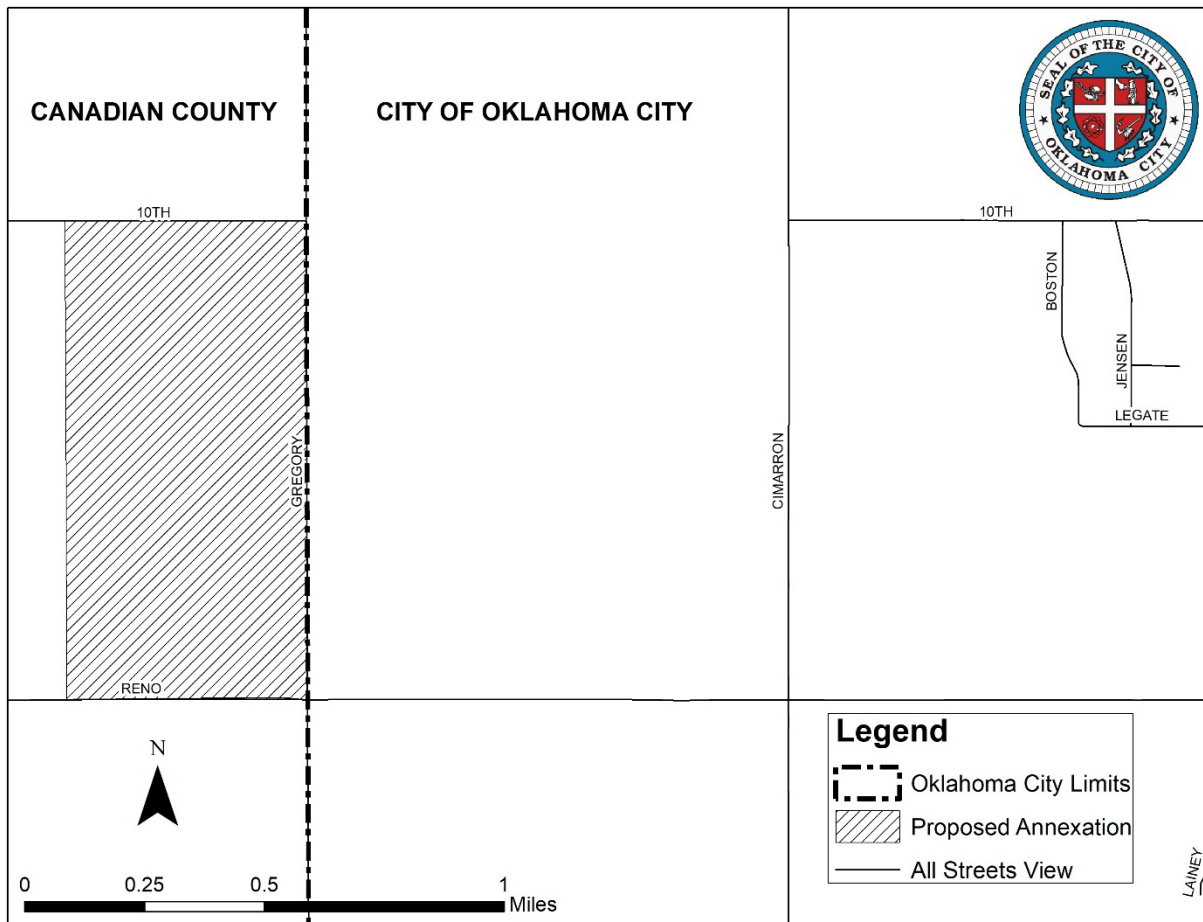 CANADIAN COUNTY
CITY OF OKLAHOMA CITY
SEAL OF THE CITY OF
OKLAHOMA CITY
10TH
10TH
BOSTON
JENSEN
LEGATE
GREGORY
CIMARRON
RENO
N
Legend
Oklahoma City Limits
Proposed Annexation
All Streets View
0 0.25 0.5 1
Miles
LAINEY